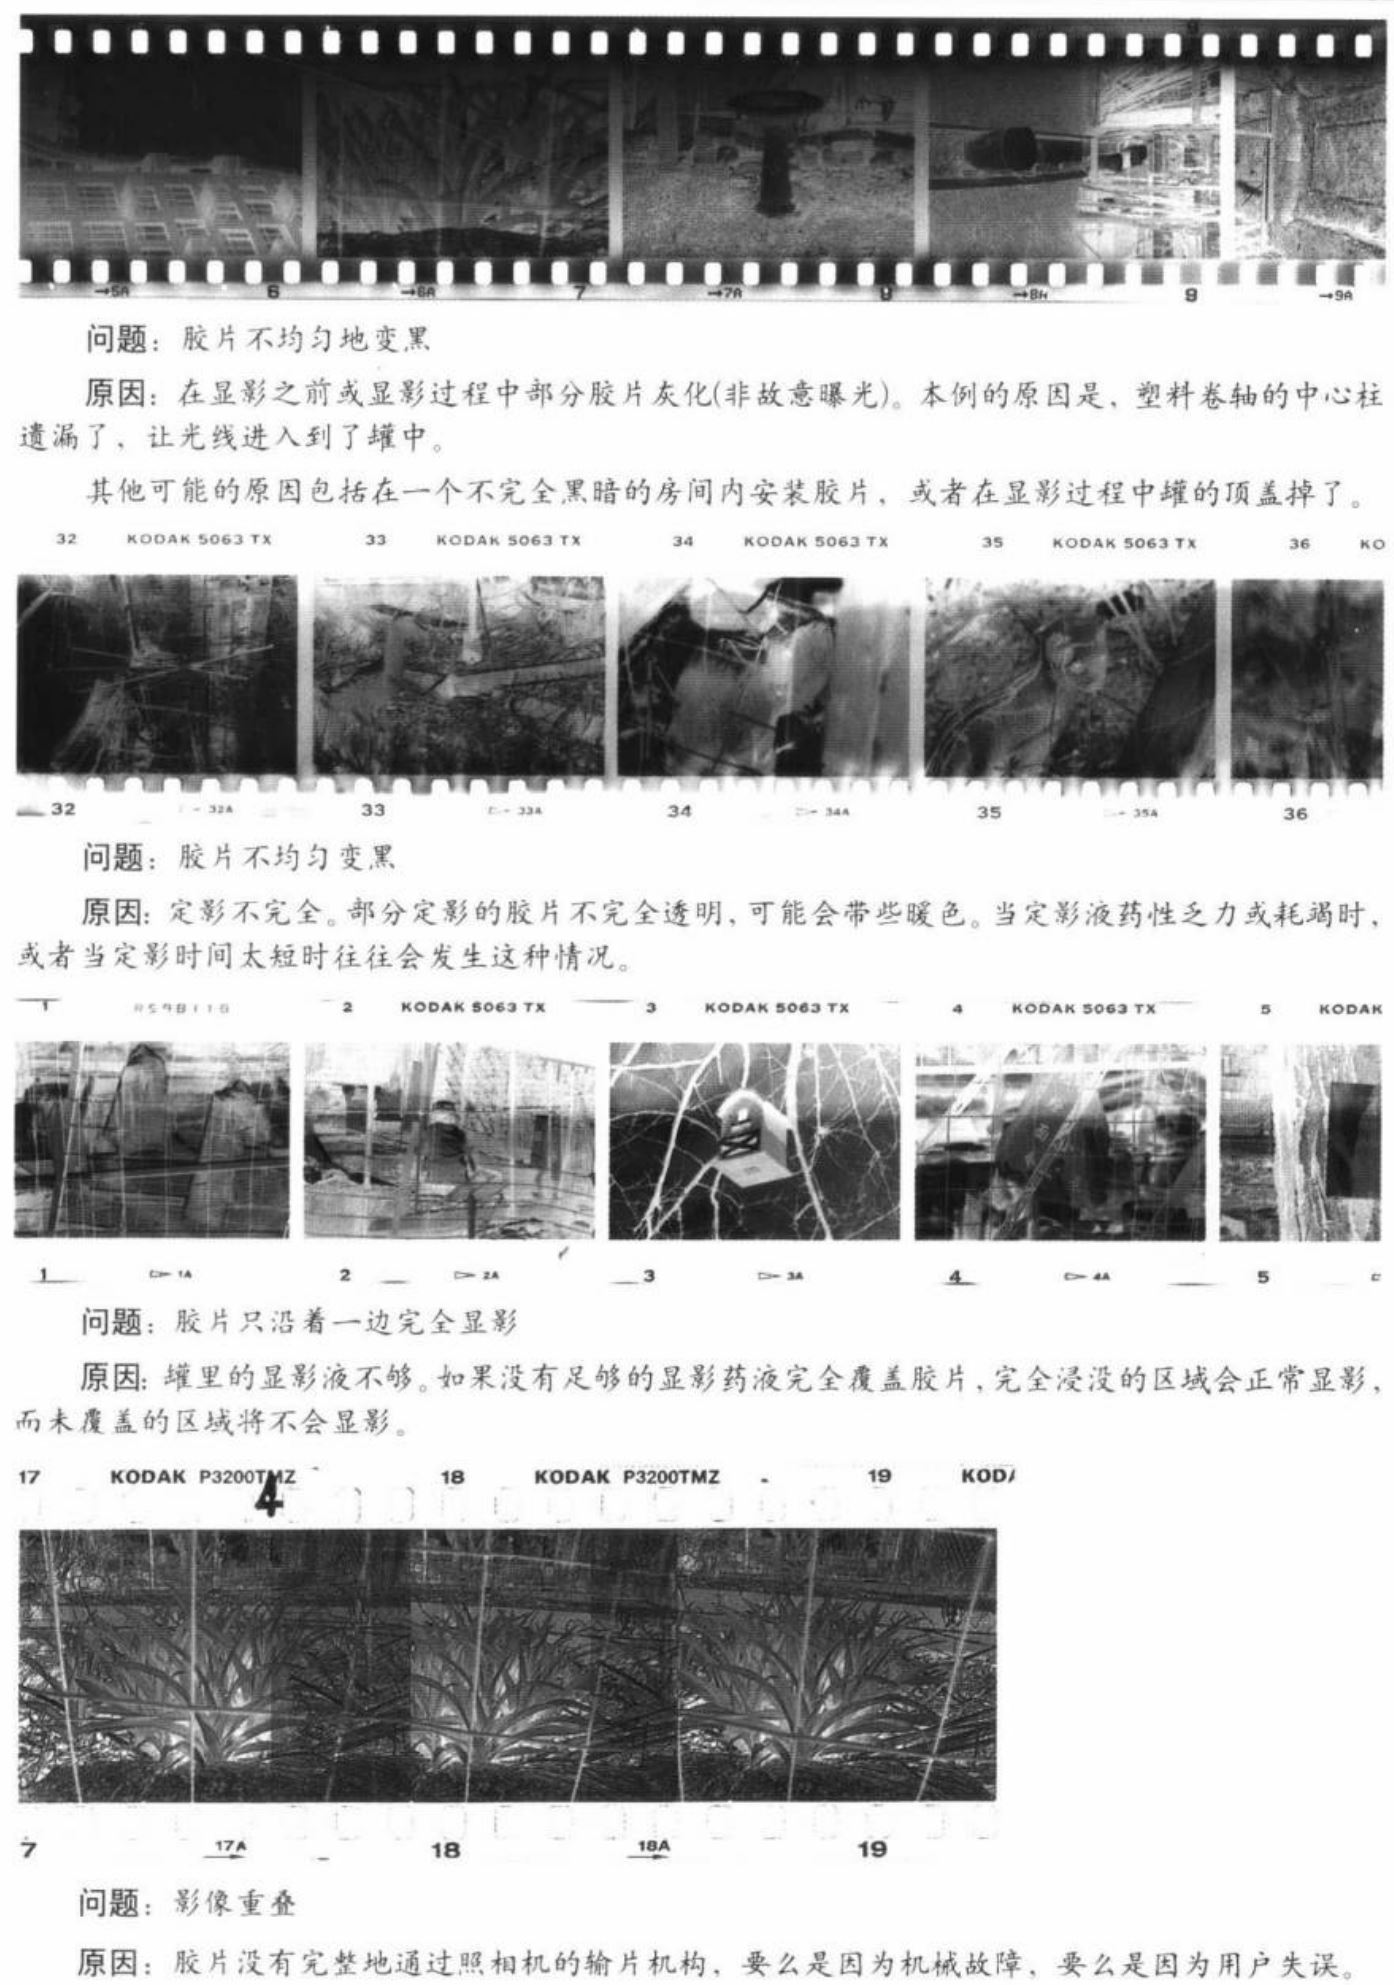 →5A 6 →6A 7 →7A 8 →8A 9 →9A
问题：胶片不均匀地变黑
原因：在显影之前或显影过程中部分胶片灰化(非故意曝光)。本例的原因是，塑料卷轴的中心柱
遗漏了，让光线进入到了罐中。
其他可能的原因包括在一个不完全黑暗的房间内安装胶片，或者在显影过程中罐的顶盖掉了。
32 KODAK 5063 TX 33 KODAK 5063 TX 34 KODAK 5063 TX 35 KODAK 5063 TX 36 KO
32 32A 33 33A 34 34A 35 35A 36
问题：胶片不均匀变黑
原因：定影不完全。部分定影的胶片不完全透明，可能会带些暖色。当定影液药性乏力或耗竭时，
或者当定影时间太短时往往会发生这种情况。
1 2 KODAK 5063 TX 3 KODAK 5063 TX 4 KODAK 5063 TX 5 KODAK
1 1A 2 2A 3 3A 4 4A 5
问题：胶片只沿着一边完全显影
原因：罐里的显影液不够。如果没有足够的显影药液完全覆盖胶片，完全浸没的区域会正常显影，
而未覆盖的区域将不会显影。
17 KODAK P3200TMZ 18 KODAK P3200TMZ 19 KODA
4
7 17A 18 18A 19
问题：影像重叠
原因：胶片没有完整地通过照相机的输片机构，要么是因为机械故障，要么是因为用户失误。